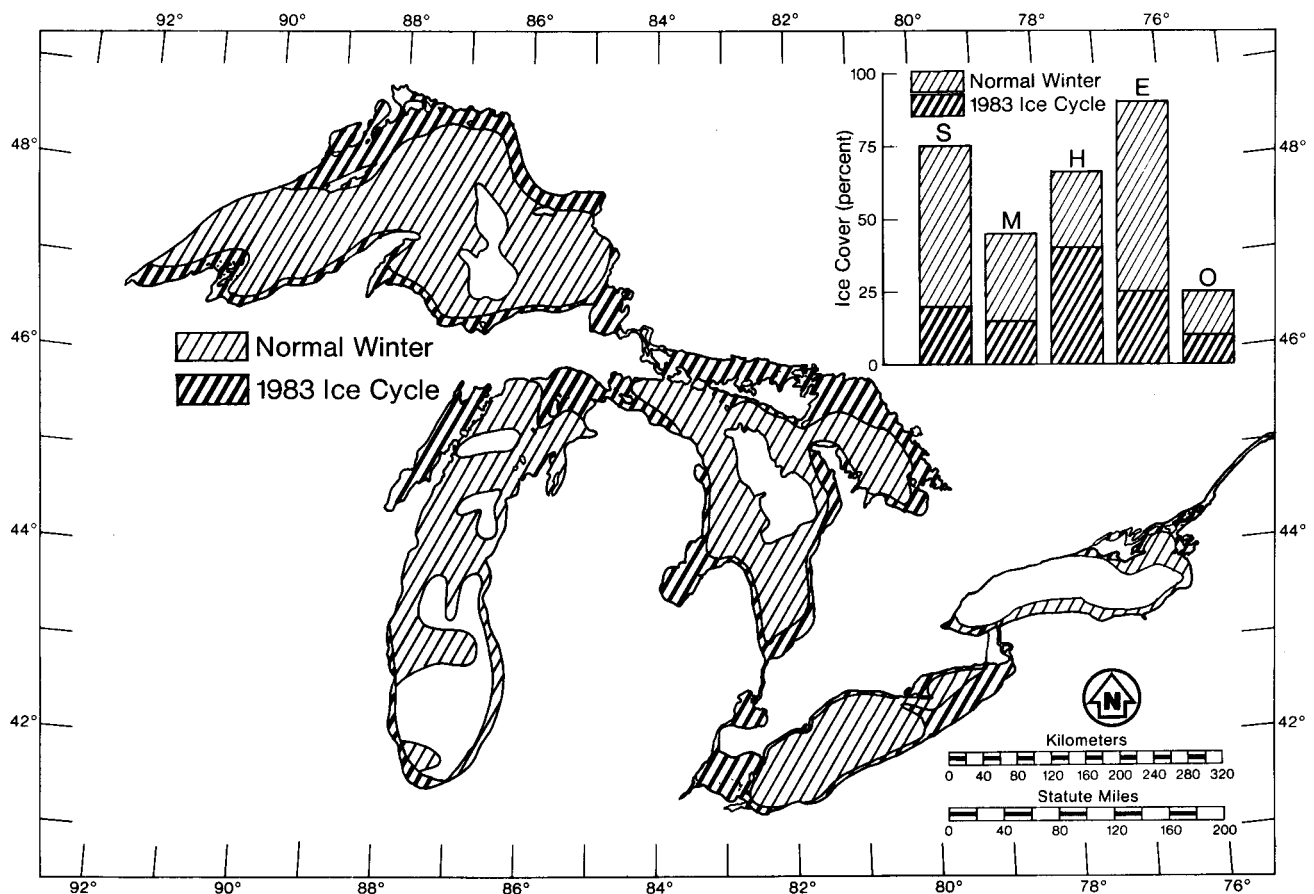 92° 90° 88° 86° 84° 82° 80° 78° 76°
100
Normal Winter
1983 Ice Cycle
E
S
75
H
M
50
O
25
0
Ice Cover (percent)
48° 48°
46° 46°
Normal Winter
1983 Ice Cycle
44° 44°
42° 42°
N
Kilometers
0 40 80 120 160 200 240 280 320
Statute Miles
0 40 80 120 160 200
92° 90° 88° 86° 84° 82° 80° 78° 76°